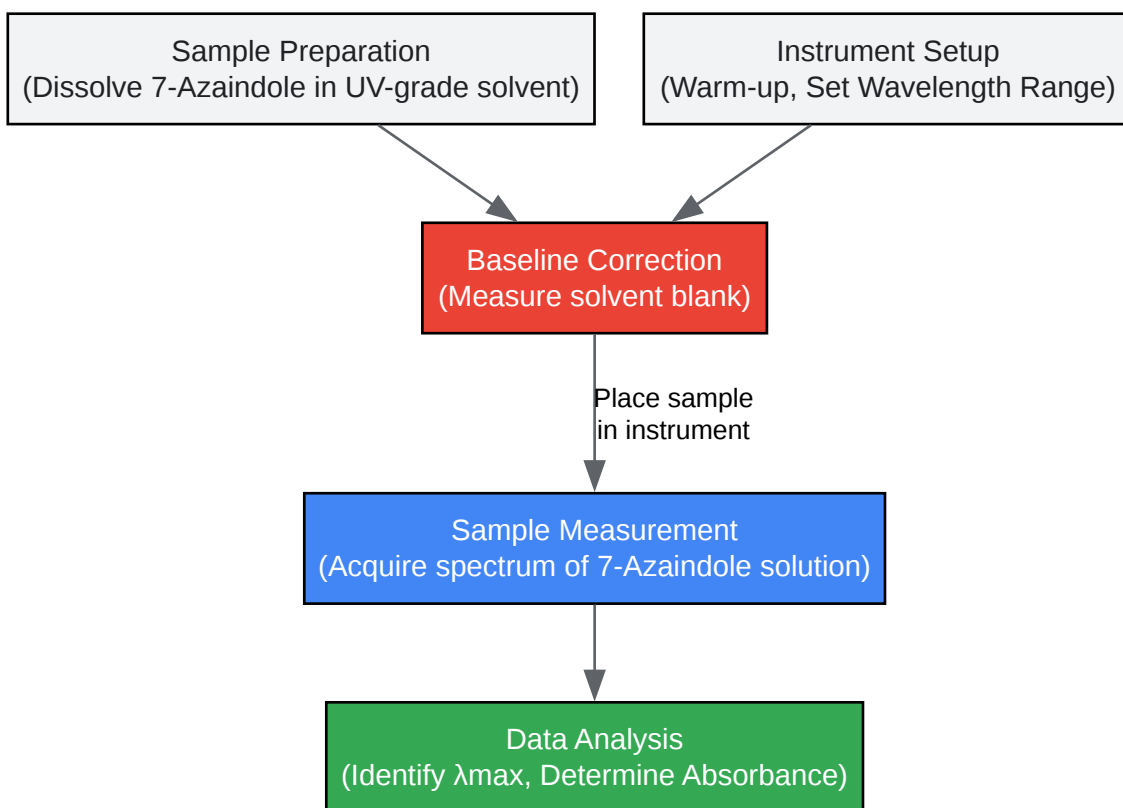 Sample Preparation
(Dissolve 7-Azaindole in UV-grade solvent)
Instrument Setup
(Warm-up, Set Wavelength Range)
Baseline Correction
(Measure solvent blank)
Place sample
in instrument
Sample Measurement
(Acquire spectrum of 7-Azaindole solution)
Data Analysis
(Identify λmax, Determine Absorbance)